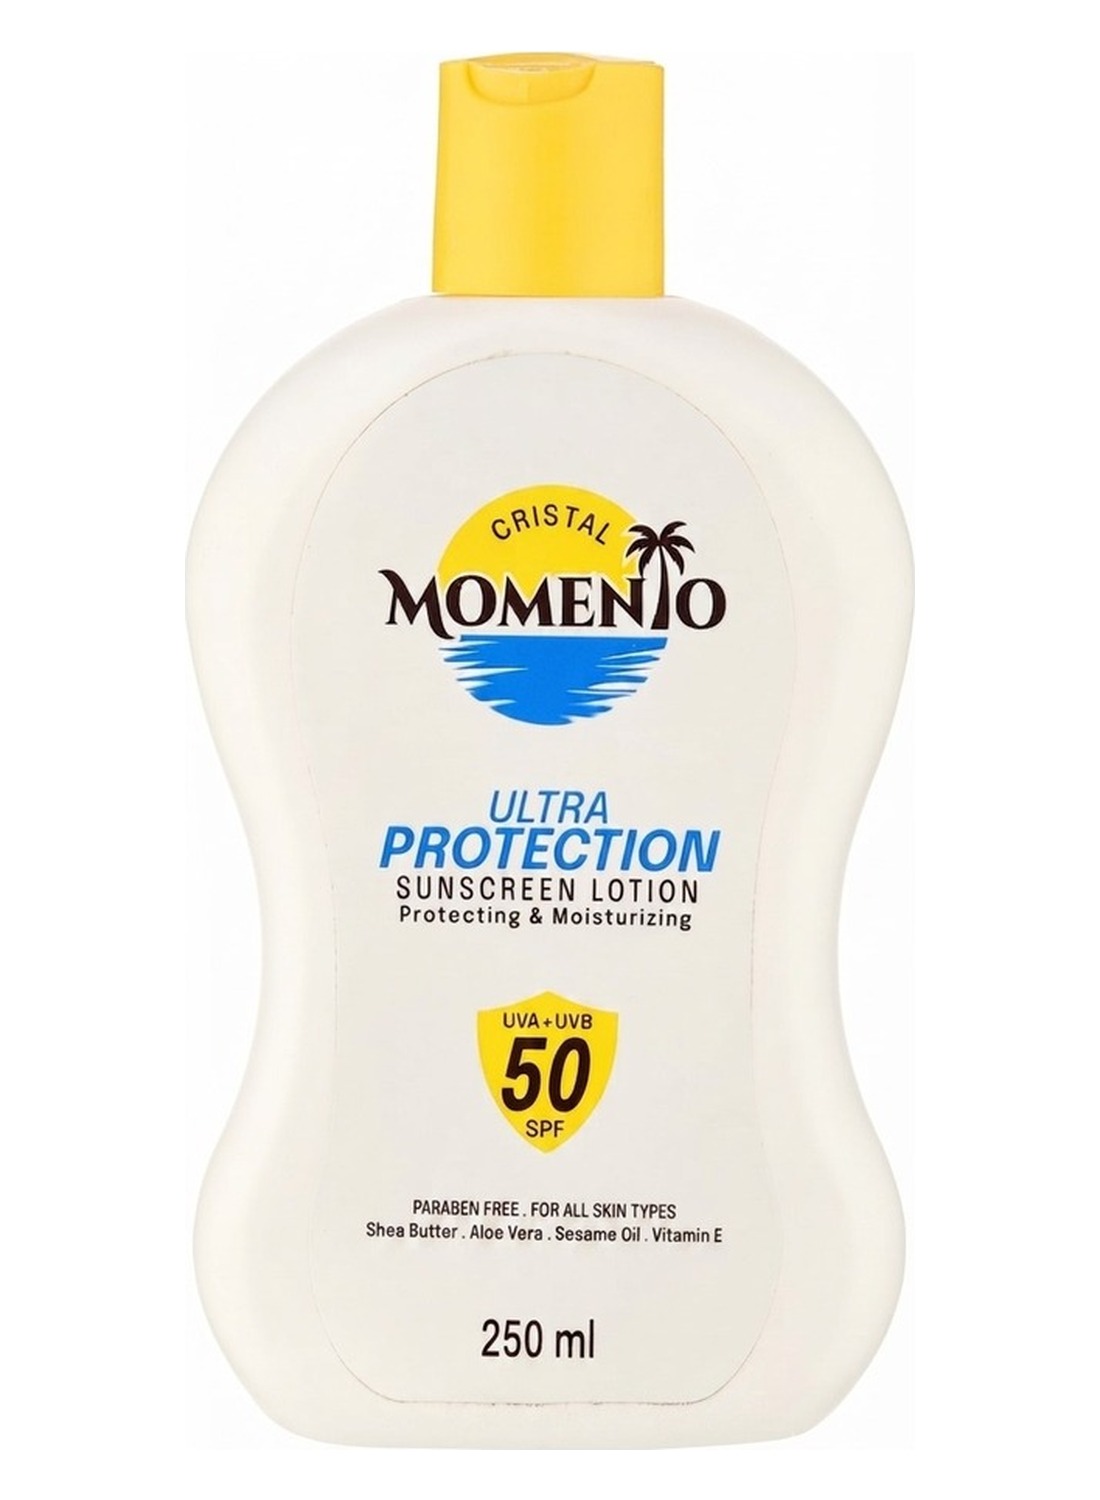 CRISTAL
MOMENTO
ULTRA
PROTECTION
SUNSCREEN LOTION
Protecting & Moisturizing
UVA+UVB
50
SPF
PARABEN FREE . FOR ALL SKIN TYPES
Shea Butter . Aloe Vera . Sesame Oil . Vitamin E
250 ml